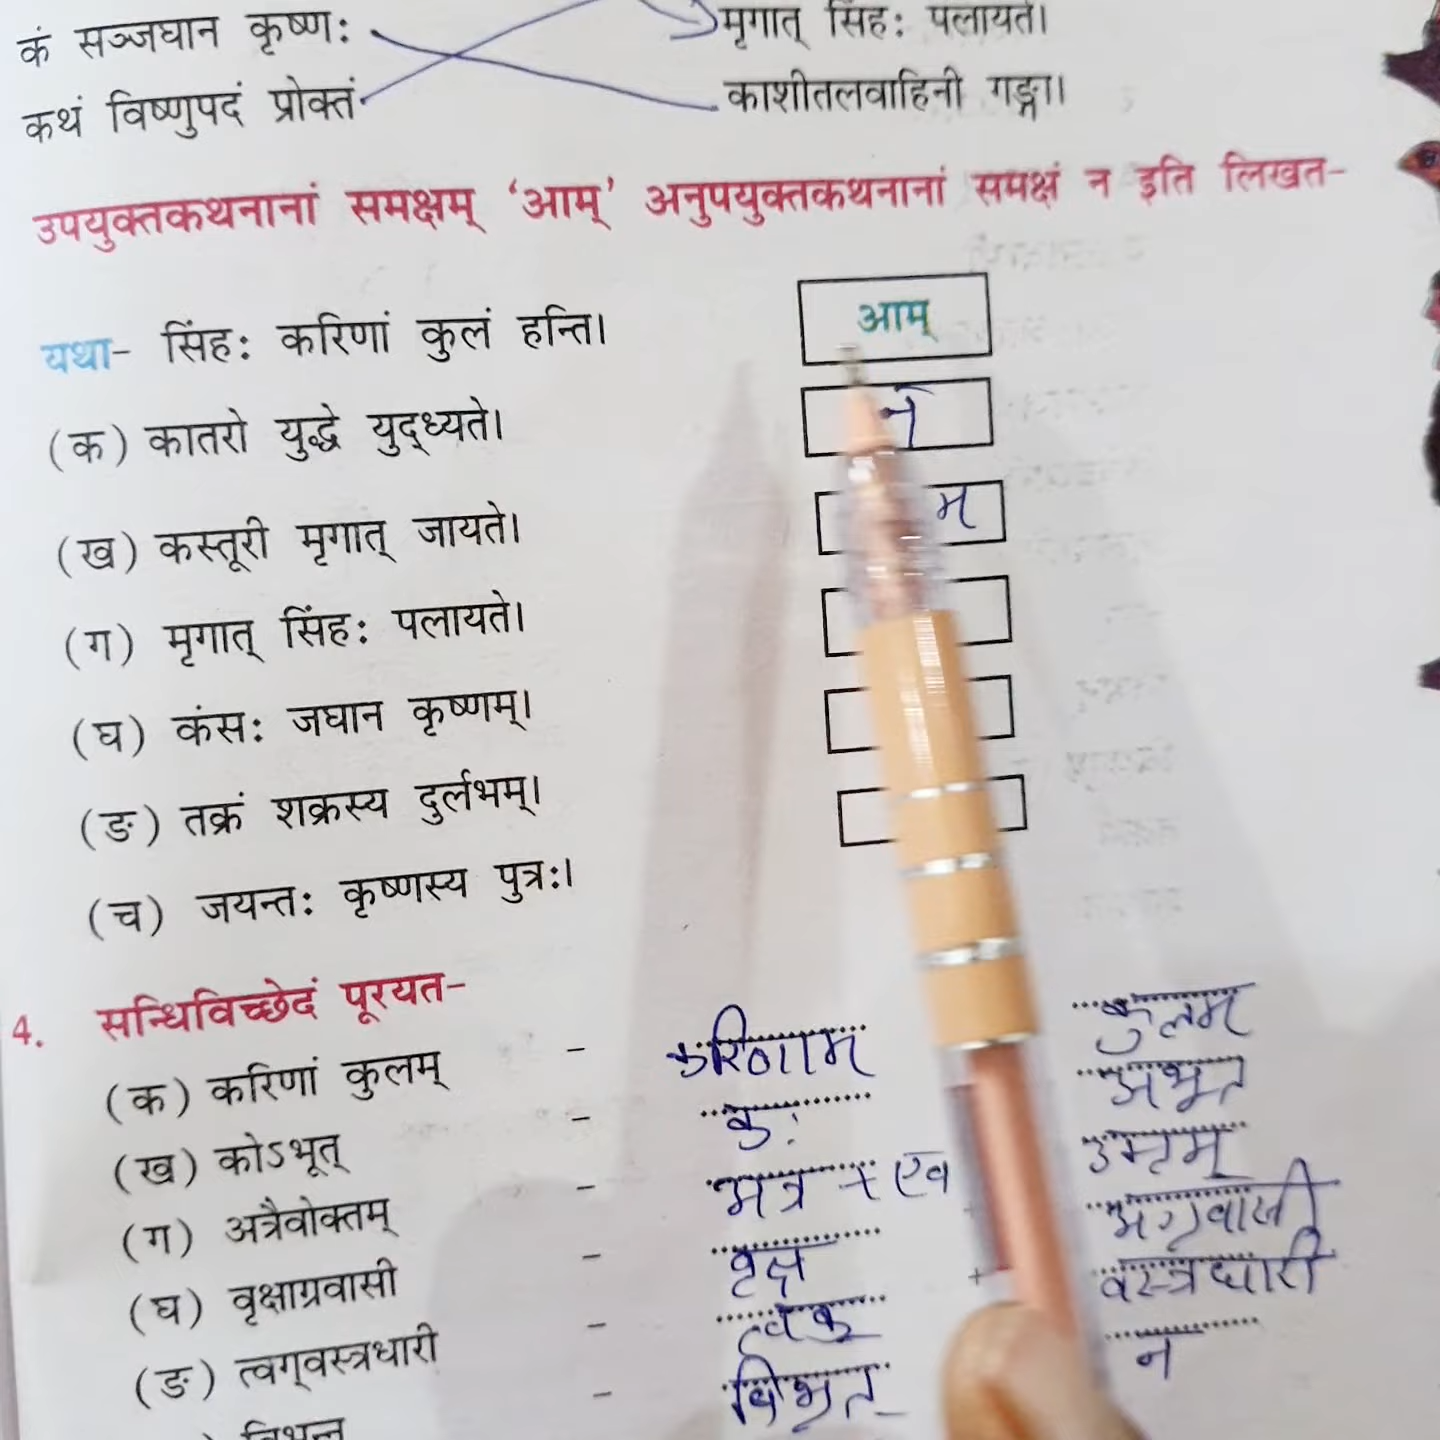 कं सञ्जघान कृष्णः मृगात् सिंहः पलायते।
कथं विष्णुपदं प्रोक्तं काशीतलवाहिनी गङ्गा।
उपयुक्तकथनानां समक्षम् ‘आम्’ अनुपयुक्तकथनानां समक्षं न इति लिखत-
यथा- सिंहः करिणां कुलं हन्ति। आम्
(क) कातरो युद्धे युद्ध्यते। न
(ख) कस्तूरी मृगात् जायते। म्
(ग) मृगात् सिंहः पलायते।
(घ) कंसः जघान कृष्णम्।
(ङ) तक्रं शक्रस्य दुर्लभम्।
(च) जयन्तः कृष्णस्य पुत्रः।
4. सन्धिविच्छेदं पूरयत-
(क) करिणां कुलम् - करिणाम् कुलम्
(ख) कोऽभूत् - कः अभूत
(ग) अत्रैवोक्तम् - अत्र + एव उक्तम्
(घ) वृक्षाग्रवासी - वृक्ष अग्रवासी
(ङ) त्वग्वस्त्रधारी - त्वक् + वस्त्रधारी
बिभ्रन्न - बिभ्रत् न